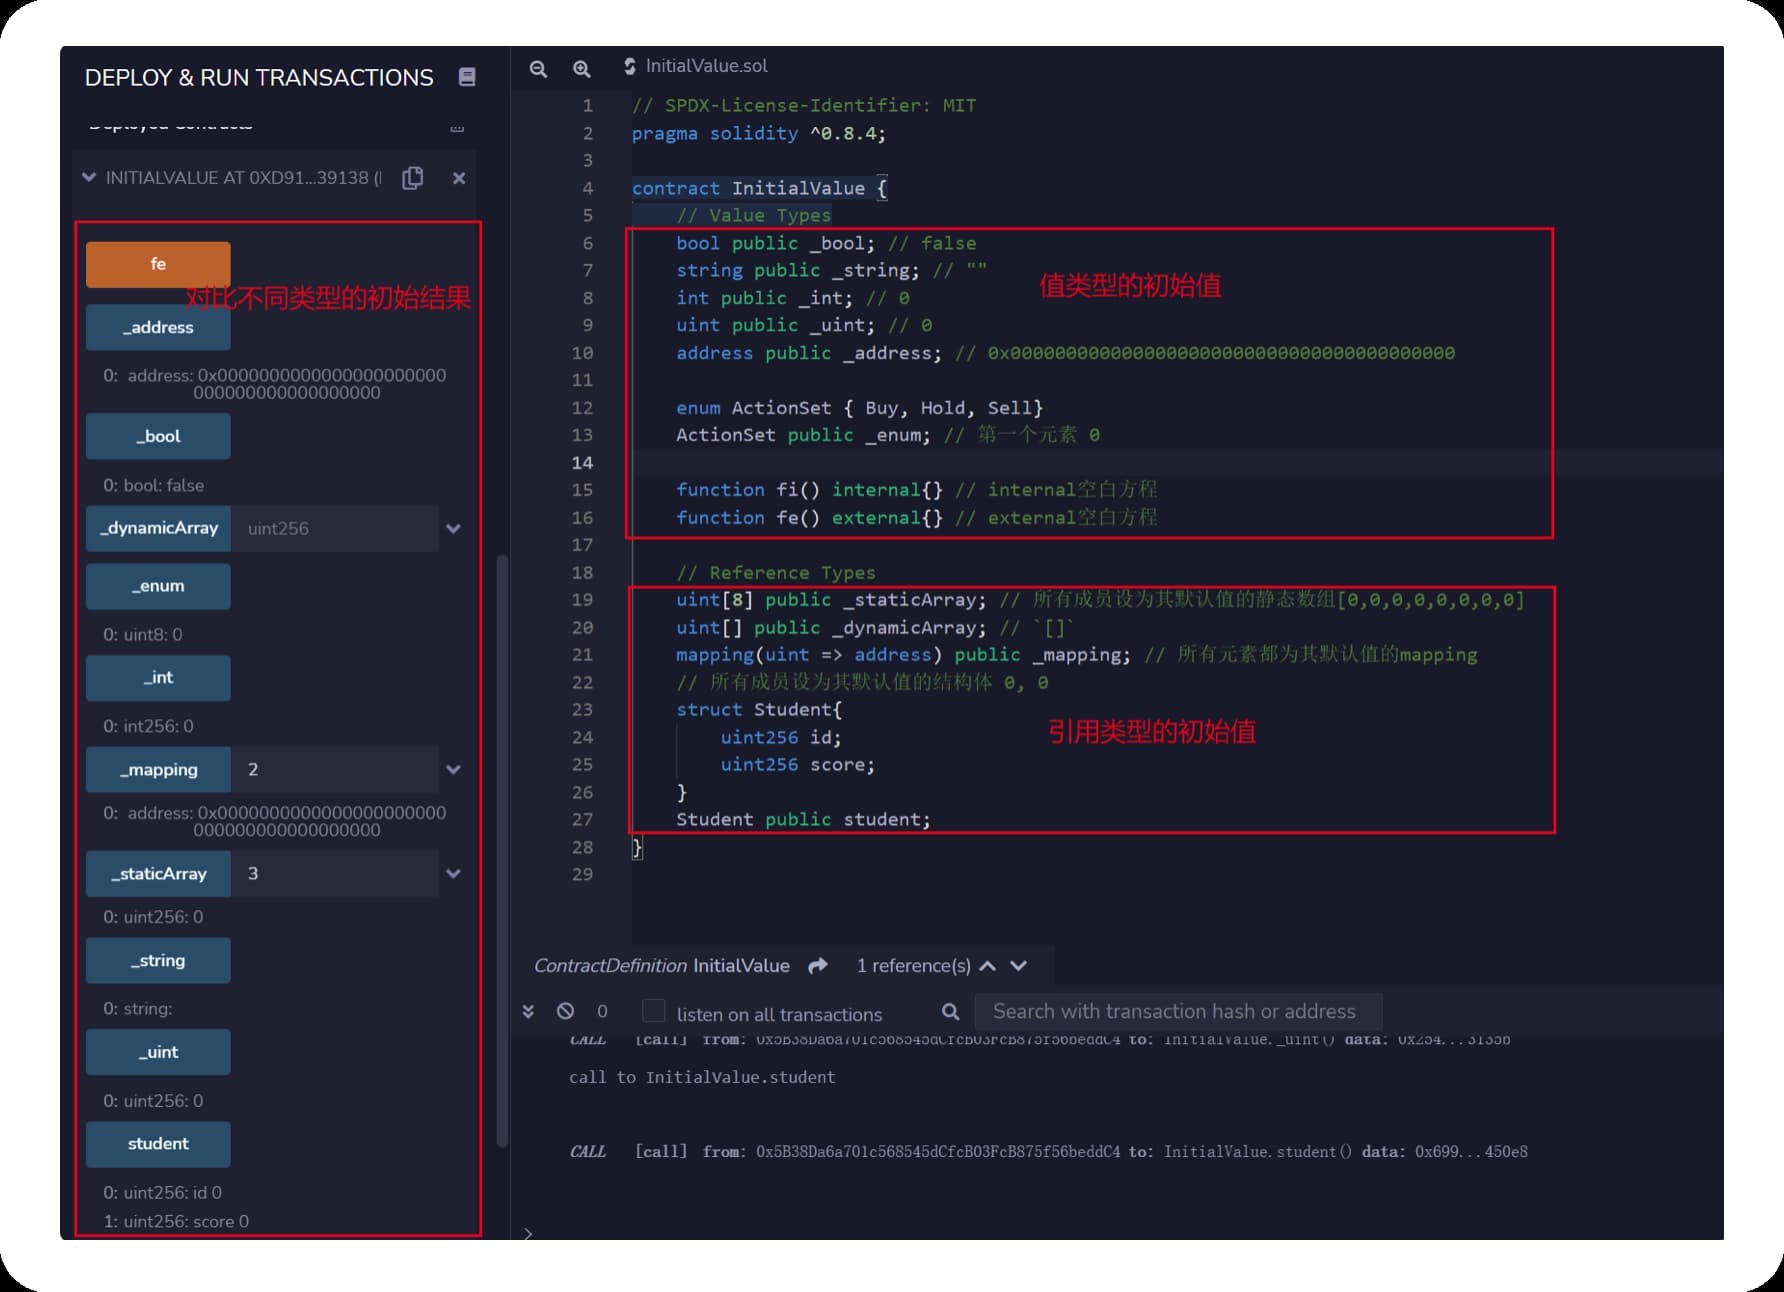 DEPLOY & RUN TRANSACTIONS
Deployed Contracts
INITIALVALUE AT 0XD91...39138 (
对比不同类型的初始结果
fe
_address
0: address: 0x0000000000000000000000
000000000000000000
_bool
0: bool: false
_dynamicArray uint256
_enum
0: uint8: 0
_int
0: int256: 0
_mapping 2
0: address: 0x0000000000000000000000
000000000000000000
_staticArray 3
0: uint256: 0
_string
0: string:
_uint
0: uint256: 0
student
0: uint256: id 0
1: uint256: score 0
InitialValue.sol
1 // SPDX-License-Identifier: MIT
2 pragma solidity ^0.8.4;
3
4 contract InitialValue {
5 // Value Types
6 bool public _bool; // false
7 string public _string; // ""
值类型的初始值
8 int public _int; // 0
9 uint public _uint; // 0
10 address public _address; // 0x0000000000000000000000000000000000000000
11
12 enum ActionSet { Buy, Hold, Sell}
13 ActionSet public _enum; // 第一个元素 0
14
15 function fi() internal{} // internal空白方程
16 function fe() external{} // external空白方程
17
18 // Reference Types
19 uint[8] public _staticArray; // 所有成员设为其默认值的静态数组[0,0,0,0,0,0,0,0]
20 uint[] public _dynamicArray; // `[]`
21 mapping(uint => address) public _mapping; // 所有元素都为其默认值的mapping
22 // 所有成员设为其默认值的结构体 0, 0
23 struct Student{
引用类型的初始值
24 uint256 id;
25 uint256 score;
26 }
27 Student public student;
28 }
29
ContractDefinition InitialValue 1 reference(s)
0 listen on all transactions Search with transaction hash or address
CALL [call] from: 0x5B38Da6a701c568545dCfcB03FcB875f56beddC4 to: InitialValue._uint() data: 0x254...3135b
call to InitialValue.student
CALL [call] from: 0x5B38Da6a701c568545dCfcB03FcB875f56beddC4 to: InitialValue.student() data: 0x699...450e8
>